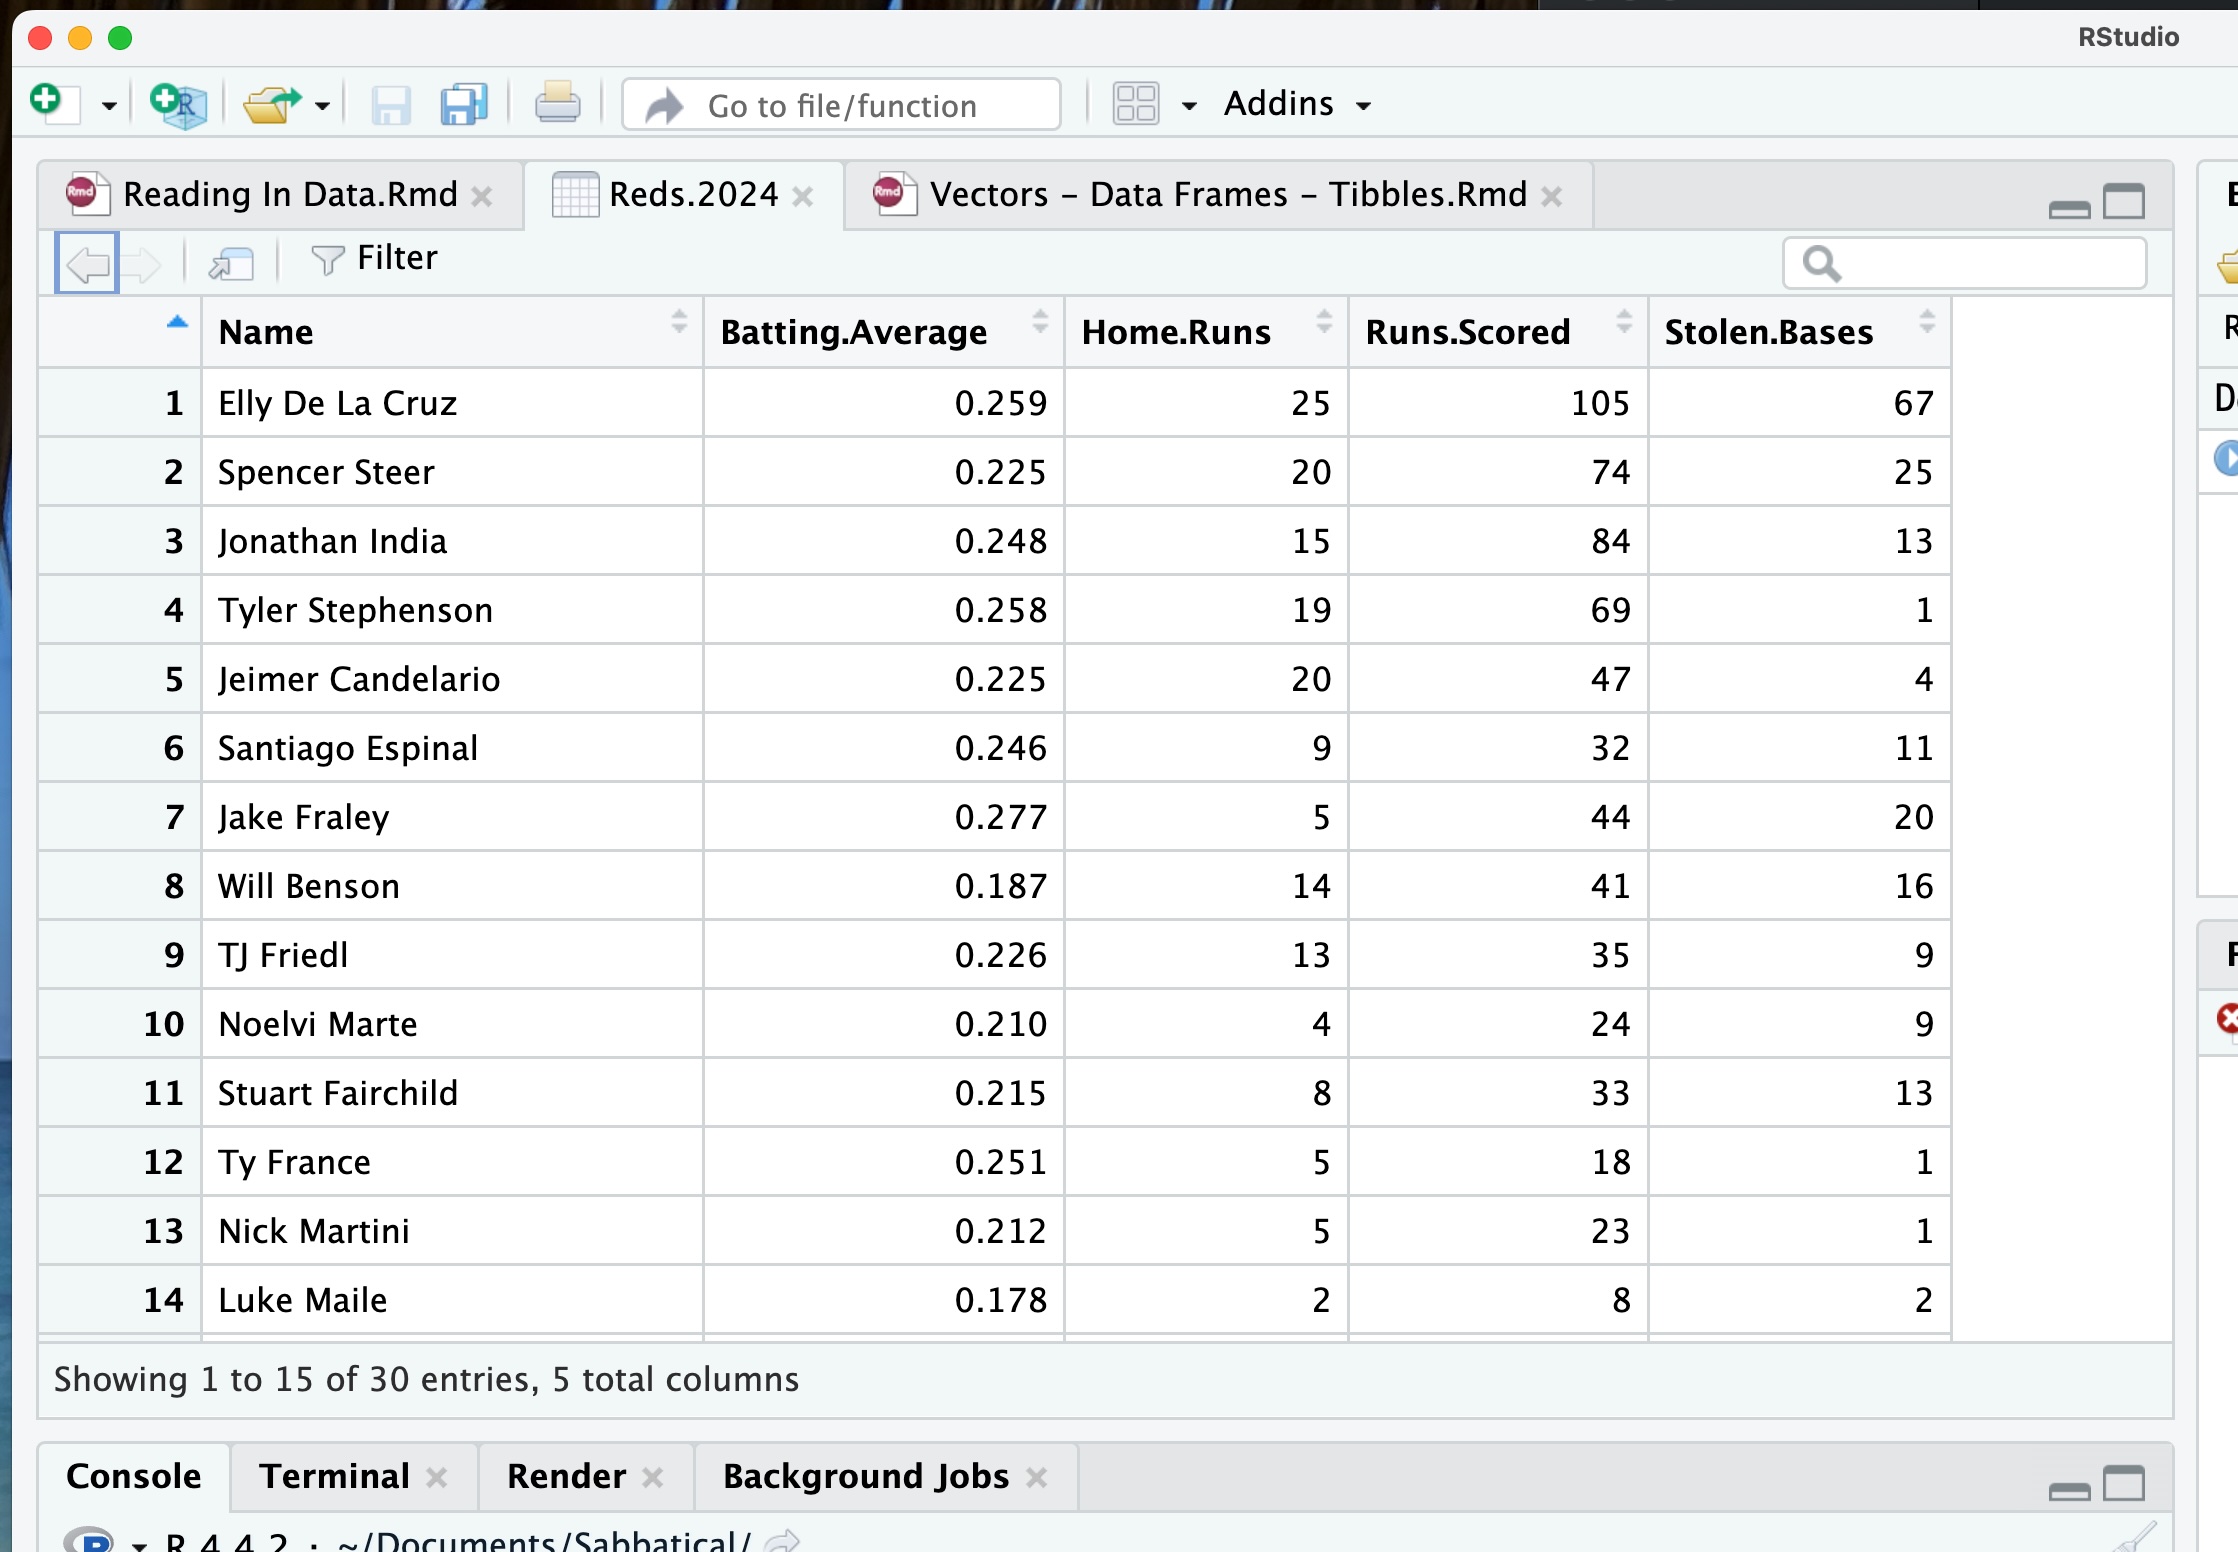 RStudio
Go to file/function Addins
Reading In Data.Rmd Reds.2024 Vectors – Data Frames – Tibbles.Rmd
Filter
Name Batting.Average Home.Runs Runs.Scored Stolen.Bases
1 Elly De La Cruz 0.259 25 105 67
2 Spencer Steer 0.225 20 74 25
3 Jonathan India 0.248 15 84 13
4 Tyler Stephenson 0.258 19 69 1
5 Jeimer Candelario 0.225 20 47 4
6 Santiago Espinal 0.246 9 32 11
7 Jake Fraley 0.277 5 44 20
8 Will Benson 0.187 14 41 16
9 TJ Friedl 0.226 13 35 9
10 Noelvi Marte 0.210 4 24 9
11 Stuart Fairchild 0.215 8 33 13
12 Ty France 0.251 5 18 1
13 Nick Martini 0.212 5 23 1
14 Luke Maile 0.178 2 8 2
Showing 1 to 15 of 30 entries, 5 total columns
Console Terminal Render Background Jobs
R 4.4.2 · ~/Documents/Sabbatical/